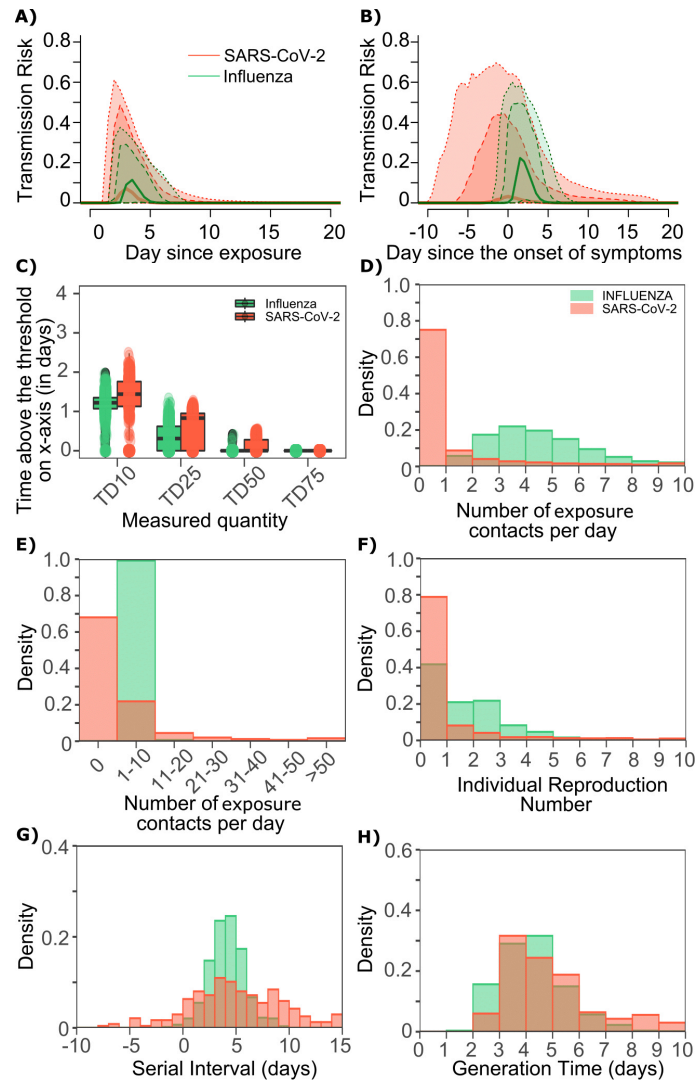 A)
Transmission Risk
0.8
0.6
0.4
0.2
0
SARS-CoV-2
Influenza
0 5 10 15 20
Day since exposure
B)
Transmission Risk
0.8
0.6
0.4
0.2
0
-10 -5 0 5 10 15 20
Day since the onset of symptoms
C)
Time above the threshold
on x-axis (in days)
4
3
2
1
0
Influenza
SARS-CoV-2
TD10 TD25 TD50 TD75
Measured quantity
D)
Density
1.0
0.8
0.6
0.4
0.2
0
INFLUENZA
SARS-CoV-2
0 1 2 3 4 5 6 7 8 9 10
Number of exposure
contacts per day
E)
Density
1.0
0.8
0.6
0.4
0.2
0
0 1-10 11-20 21-30 31-40 41-50 >50
Number of exposure
contacts per day
F)
Density
1.0
0.8
0.6
0.4
0.2
0
0 1 2 3 4 5 6 7 8 9 10
Individual Reproduction
Number
G)
Density
0.4
0.2
0
-10 -5 0 5 10 15
Serial Interval (days)
H)
Density
0.6
0.4
0.2
0
0 1 2 3 4 5 6 7 8 9 10
Generation Time (days)